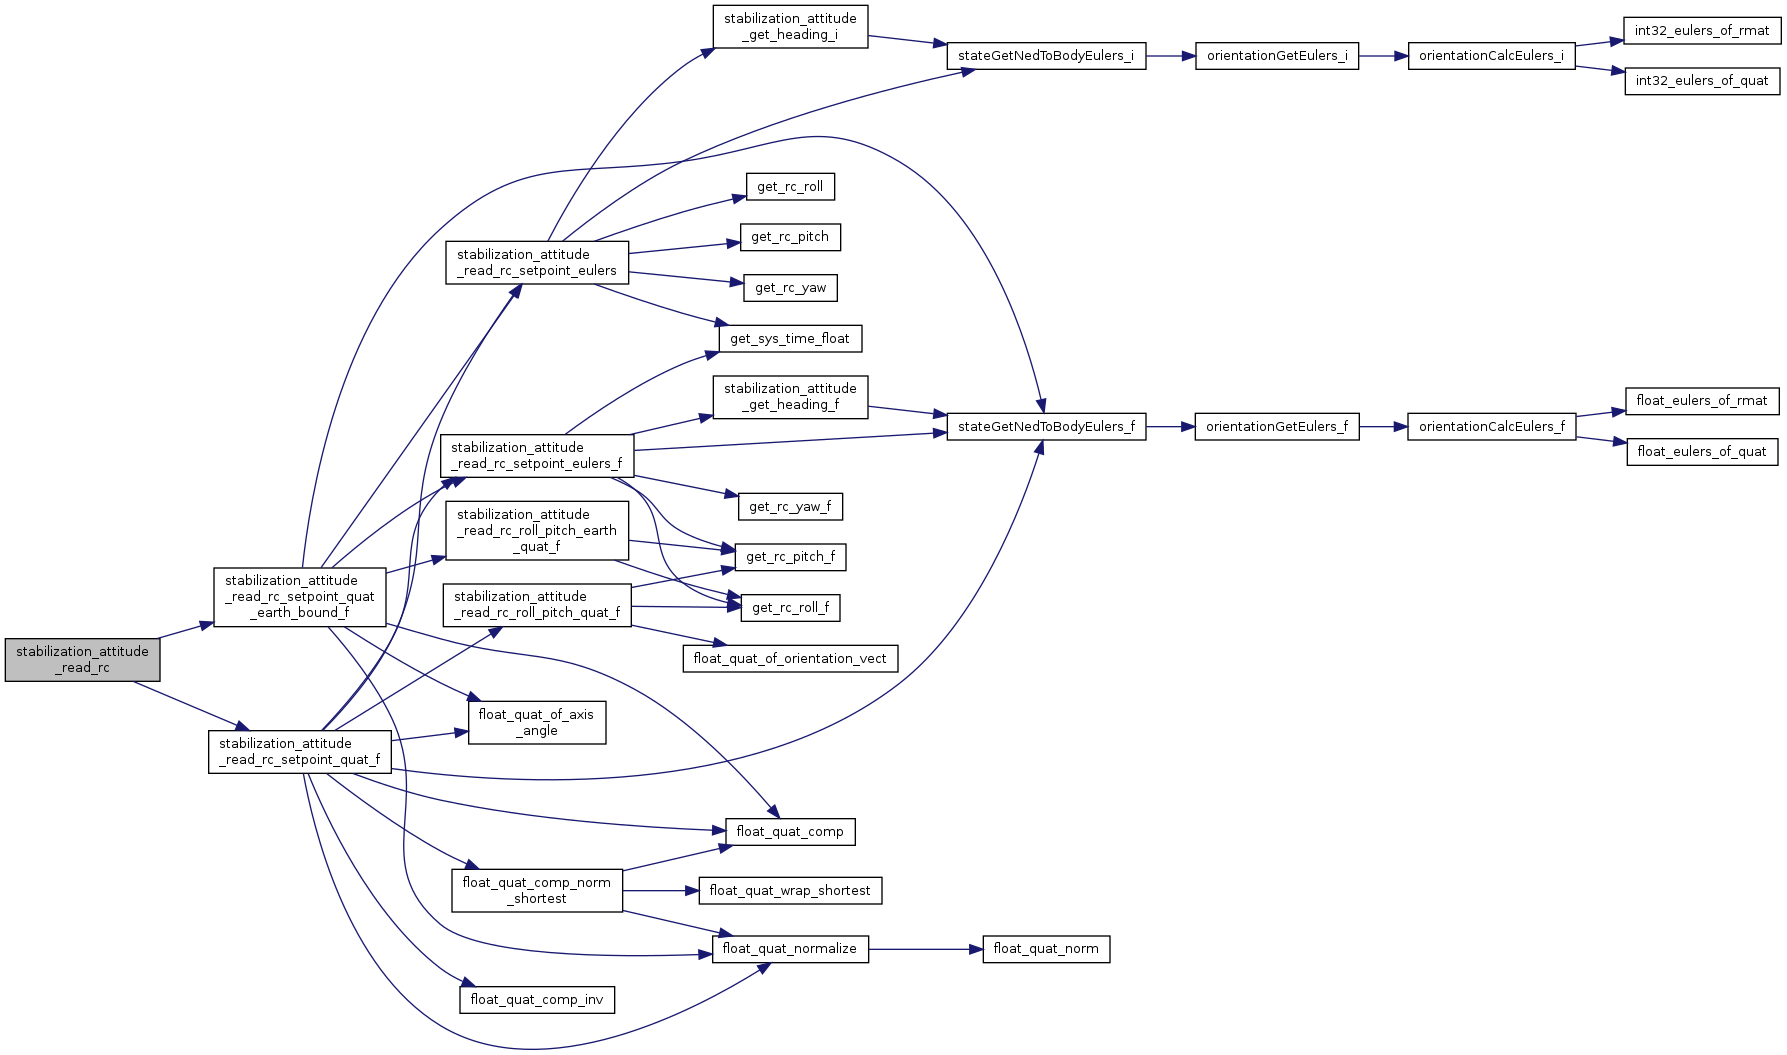 stabilization_attitude
_get_heading_i
stateGetNedToBodyEulers_i
orientationGetEulers_i
orientationCalcEulers_i
int32_eulers_of_rmat
int32_eulers_of_quat
get_rc_roll
get_rc_pitch
get_rc_yaw
stabilization_attitude
_read_rc_setpoint_eulers
get_sys_time_float
stabilization_attitude
_get_heading_f
stateGetNedToBodyEulers_f
orientationGetEulers_f
orientationCalcEulers_f
float_eulers_of_rmat
float_eulers_of_quat
stabilization_attitude
_read_rc_setpoint_eulers_f
get_rc_yaw_f
stabilization_attitude
_read_rc_roll_pitch_earth
_quat_f
get_rc_pitch_f
stabilization_attitude
_read_rc_setpoint_quat
_earth_bound_f
stabilization_attitude
_read_rc_roll_pitch_quat_f
get_rc_roll_f
stabilization_attitude
_read_rc
float_quat_of_orientation_vect
float_quat_of_axis
_angle
stabilization_attitude
_read_rc_setpoint_quat_f
float_quat_comp
float_quat_comp_norm
_shortest
float_quat_wrap_shortest
float_quat_normalize
float_quat_norm
float_quat_comp_inv